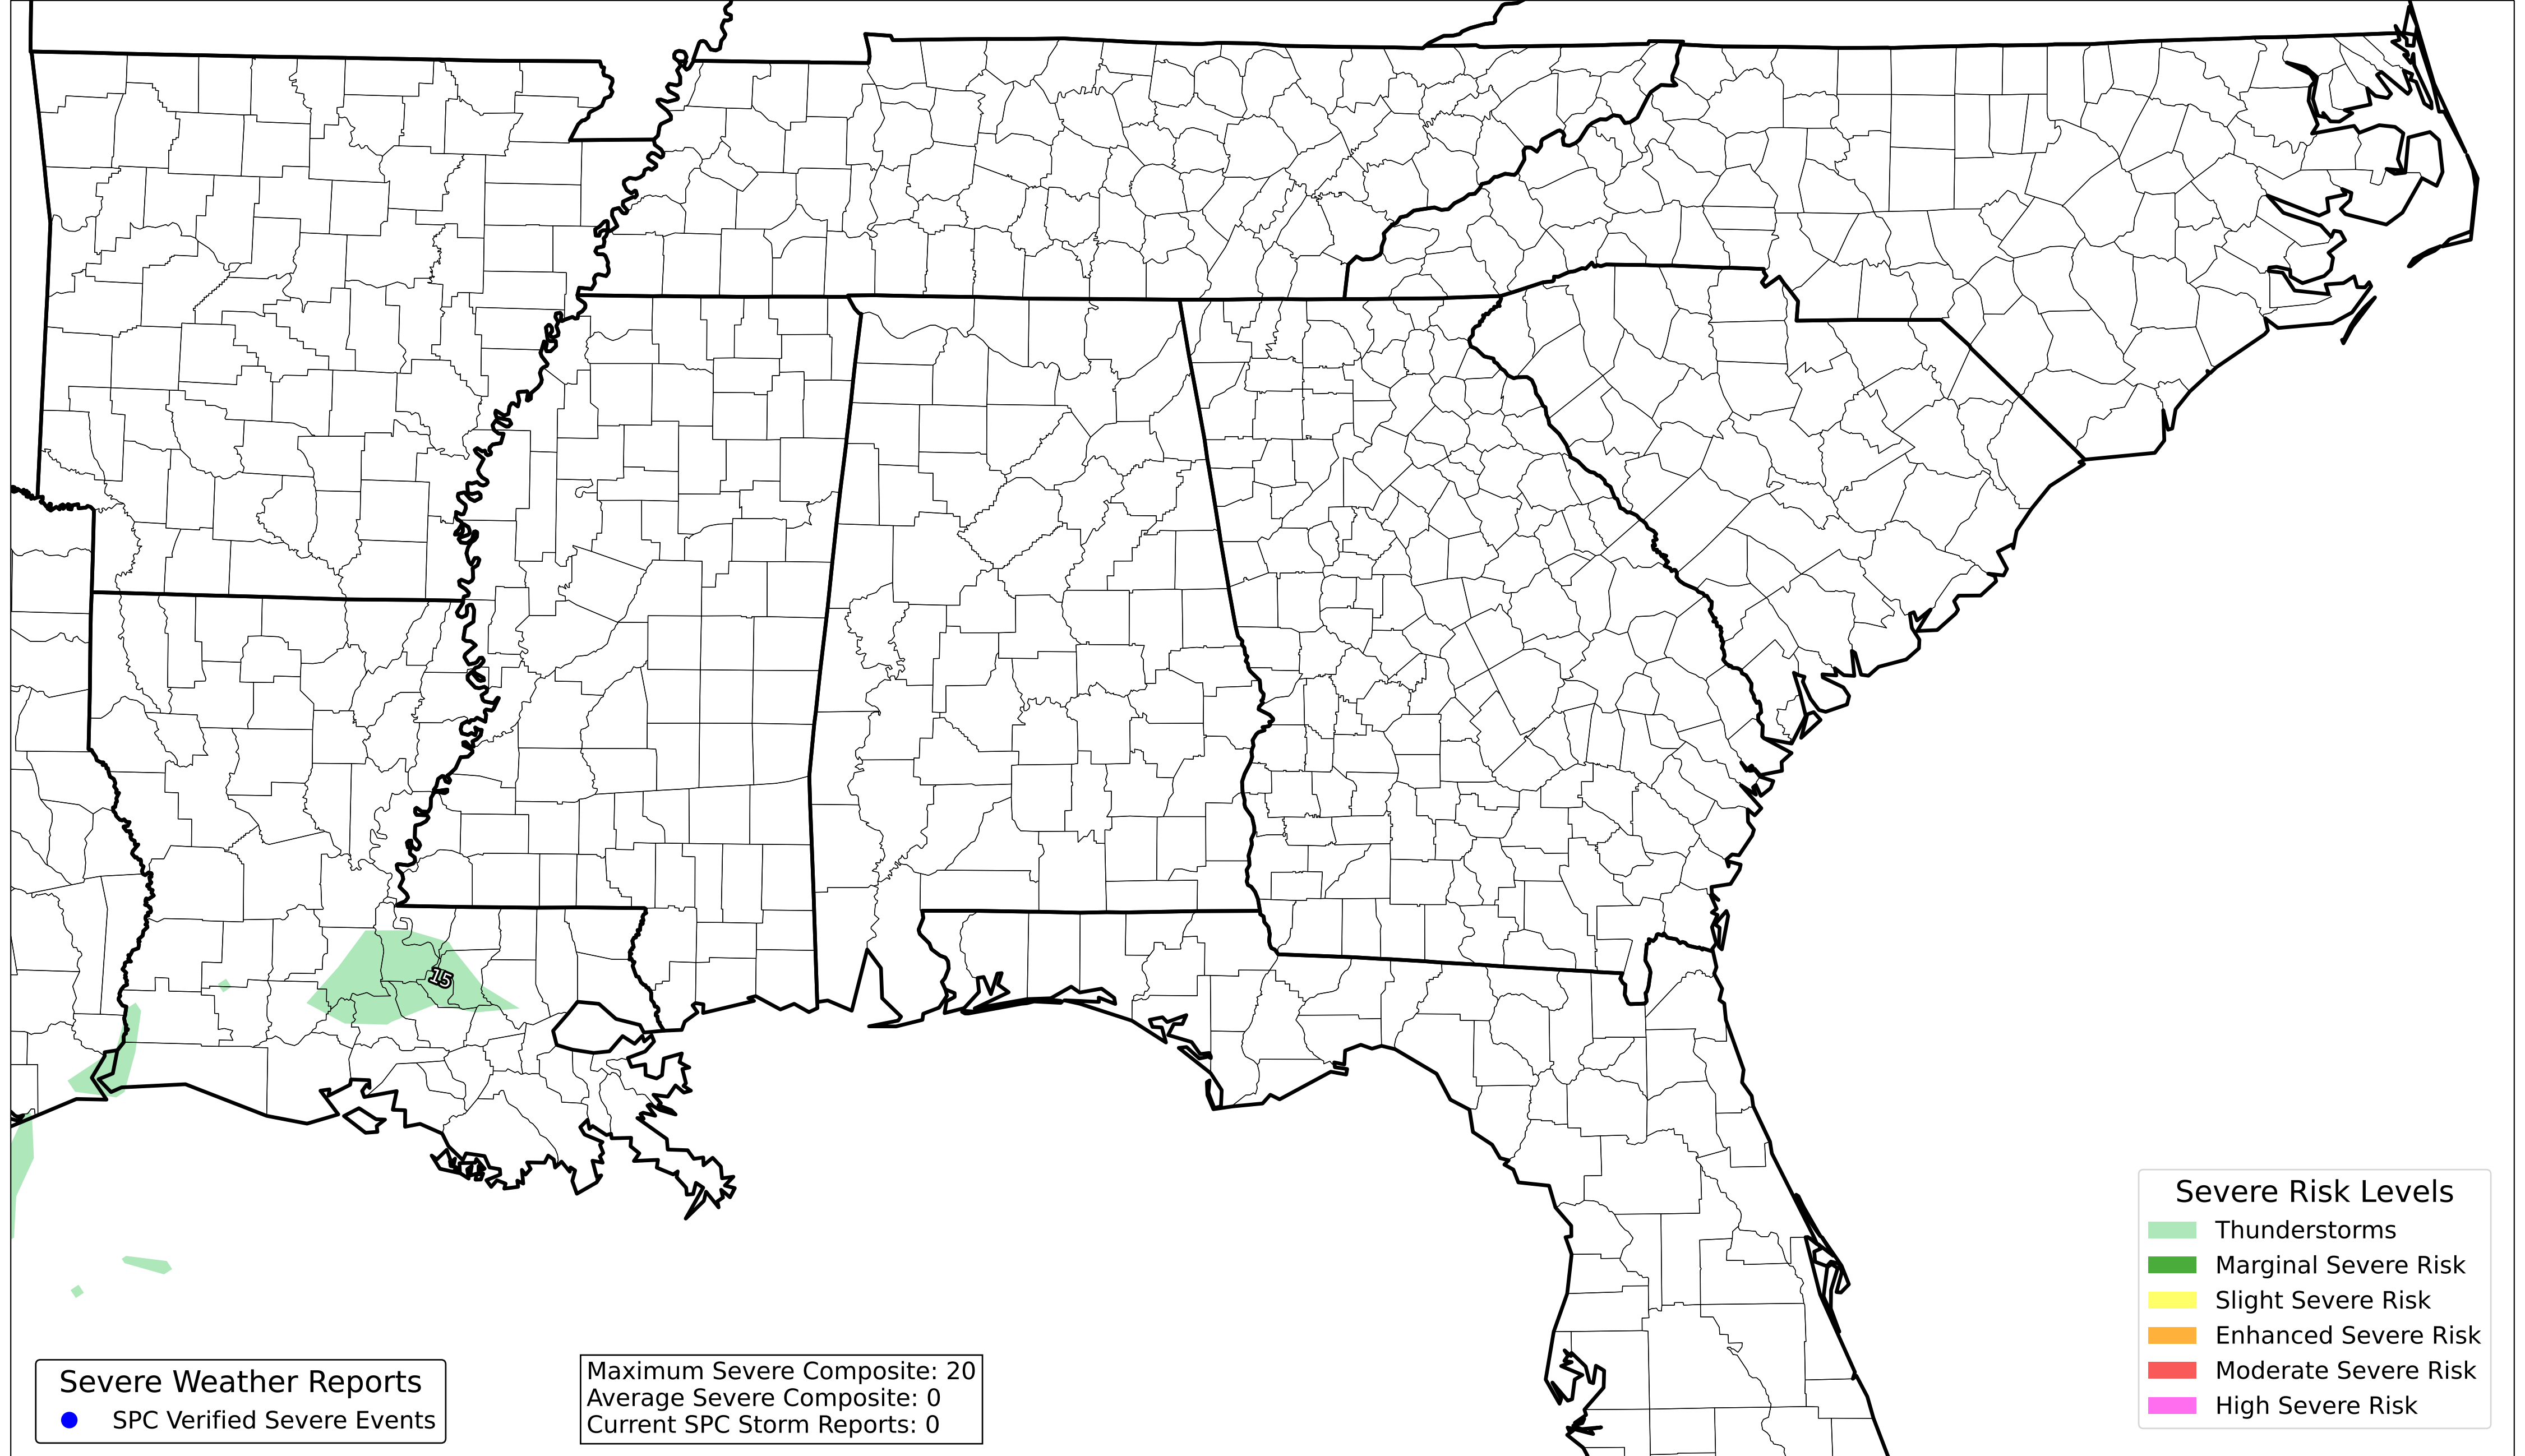 15
Severe Weather Reports
SPC Verified Severe Events
Maximum Severe Composite: 20
Average Severe Composite: 0
Current SPC Storm Reports: 0
Severe Risk Levels
Thunderstorms
Marginal Severe Risk
Slight Severe Risk
Enhanced Severe Risk
Moderate Severe Risk
High Severe Risk